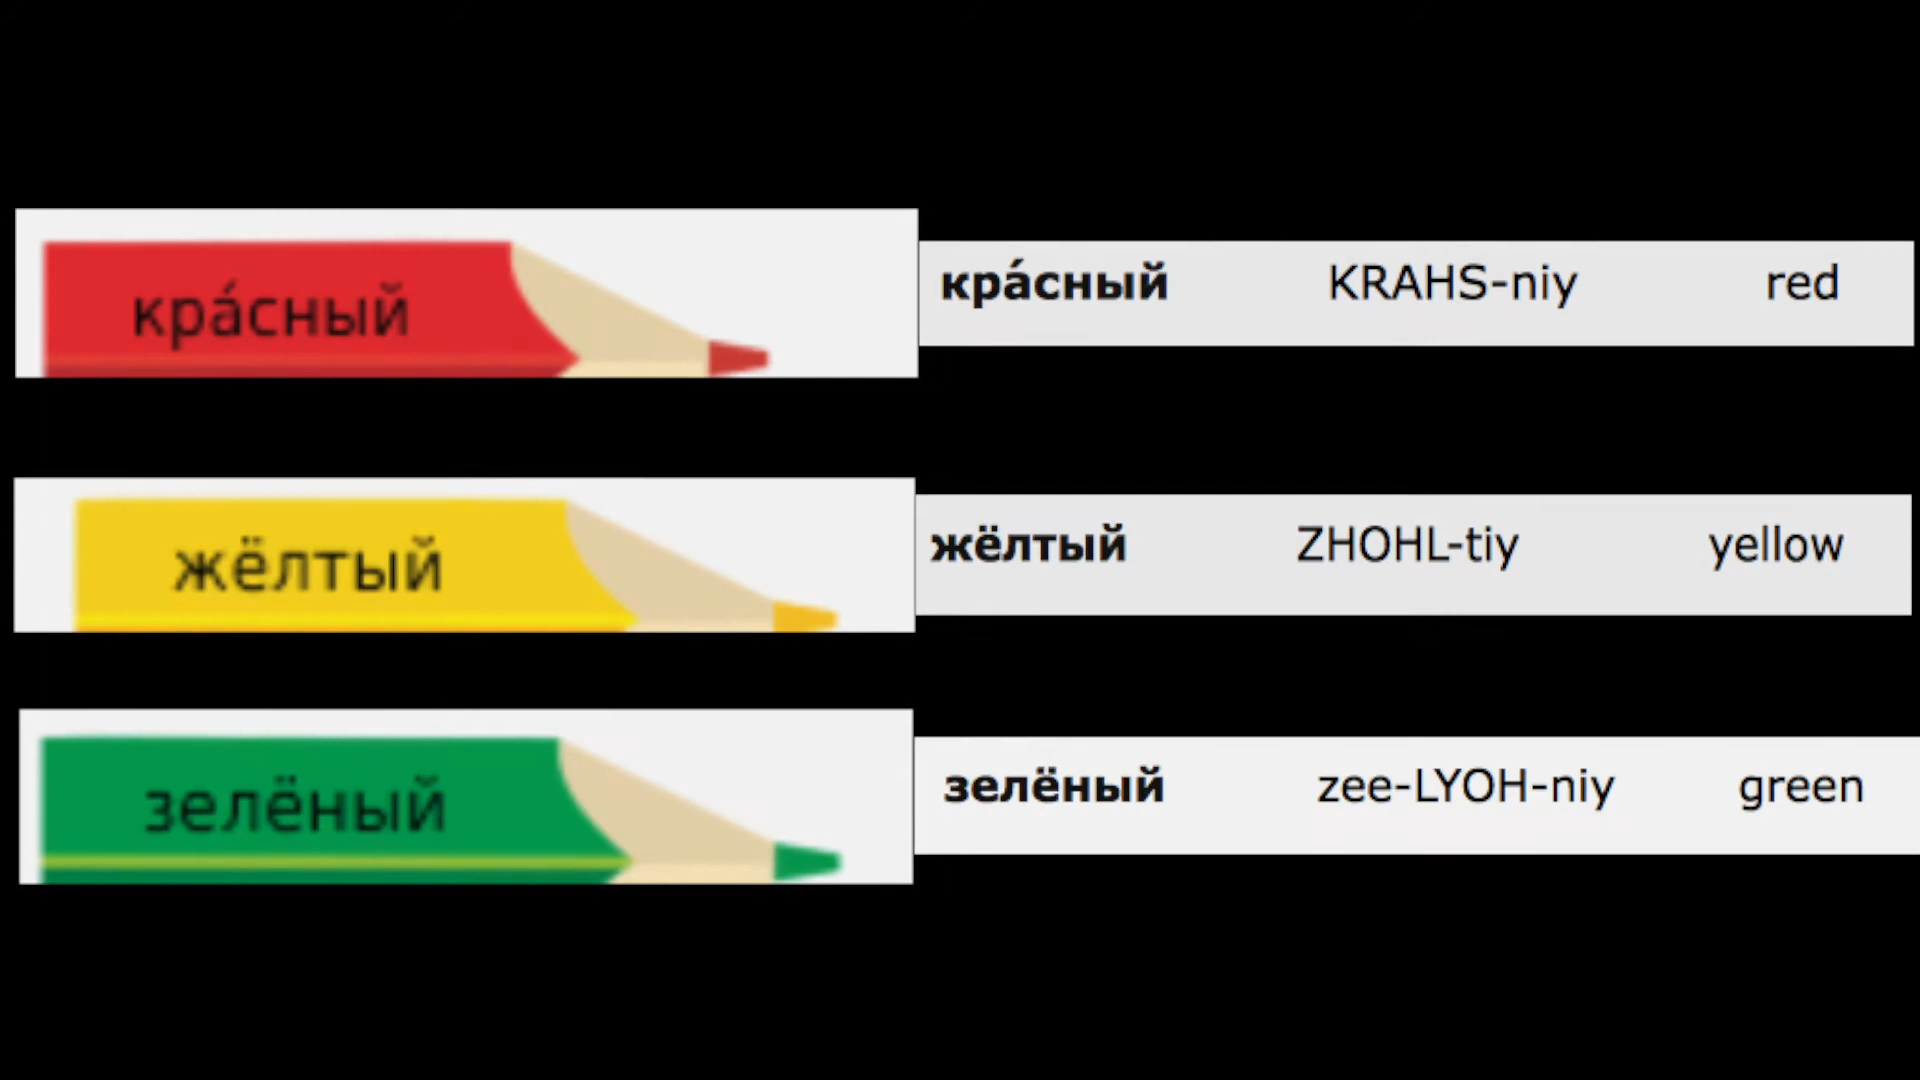 кра́сный кра́сный KRAHS-niy red
жёлтый жёлтый ZHOHL-tiy yellow
зелёный зелёный zee-LYOH-niy green